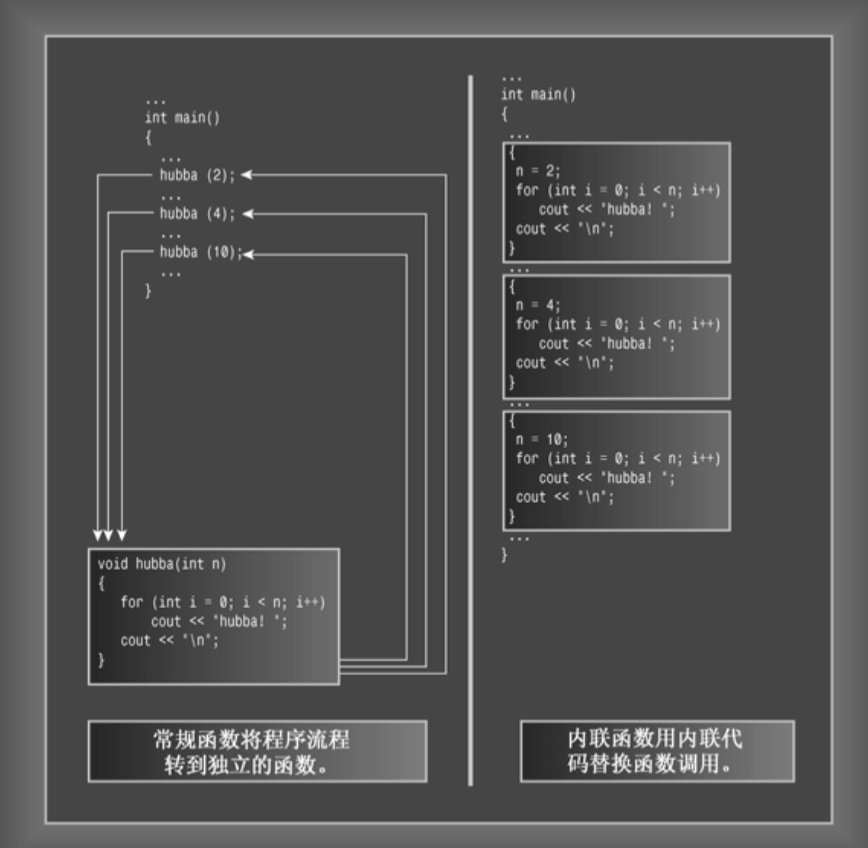 ...
int main()
{
...
hubba (2);
...
hubba (4);
...
hubba (10);
...
}
void hubba(int n)
{
for (int i = 0; i < n; i++)
cout << "hubba! ";
cout << "\n";
}
常规函数将程序流程
转到独立的函数。
...
int main()
{
...
{
n = 2;
for (int i = 0; i < n; i++)
cout << "hubba! ";
cout << "\n";
}
...
{
n = 4;
for (int i = 0; i < n; i++)
cout << "hubba! ";
cout << "\n";
}
...
{
n = 10;
for (int i = 0; i < n; i++)
cout << "hubba! ";
cout << "\n";
}
...
}
内联函数用内联代
码替换函数调用。